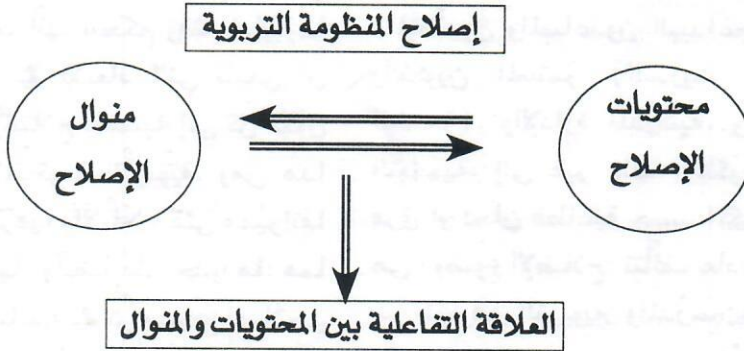 إصلاح المنظومة التربوية
محتويات
الإصلاح
منوال
الإصلاح
العلاقة التفاعلية بين المحتويات والمنوال